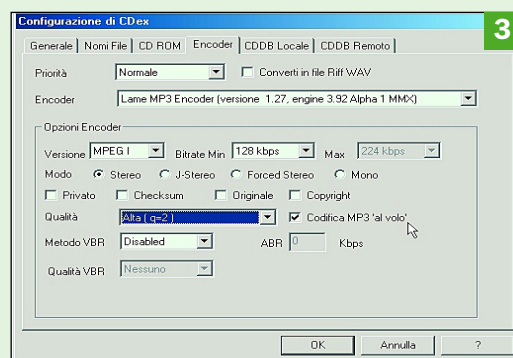 Configurazione di CDex
3
Generale Nomi File CD ROM Encoder CDDB Locale CDDB Remoto
Priorità Normale Converti in file Riff WAV
Encoder Lame MP3 Encoder (versione 1.27, engine 3.92 Alpha 1 MMX)
Opzioni Encoder
Versione MPEG I Bitrate Min 128 kbps Max 224 kbps
Modo Stereo J-Stereo Forced Stereo Mono
Privato Checksum Originale Copyright
Qualità Alta ( q=2 ) Codifica MP3 'al volo'
Metodo VBR Disabled ABR 0 Kbps
Qualità VBR Nessuno
OK Annulla ?